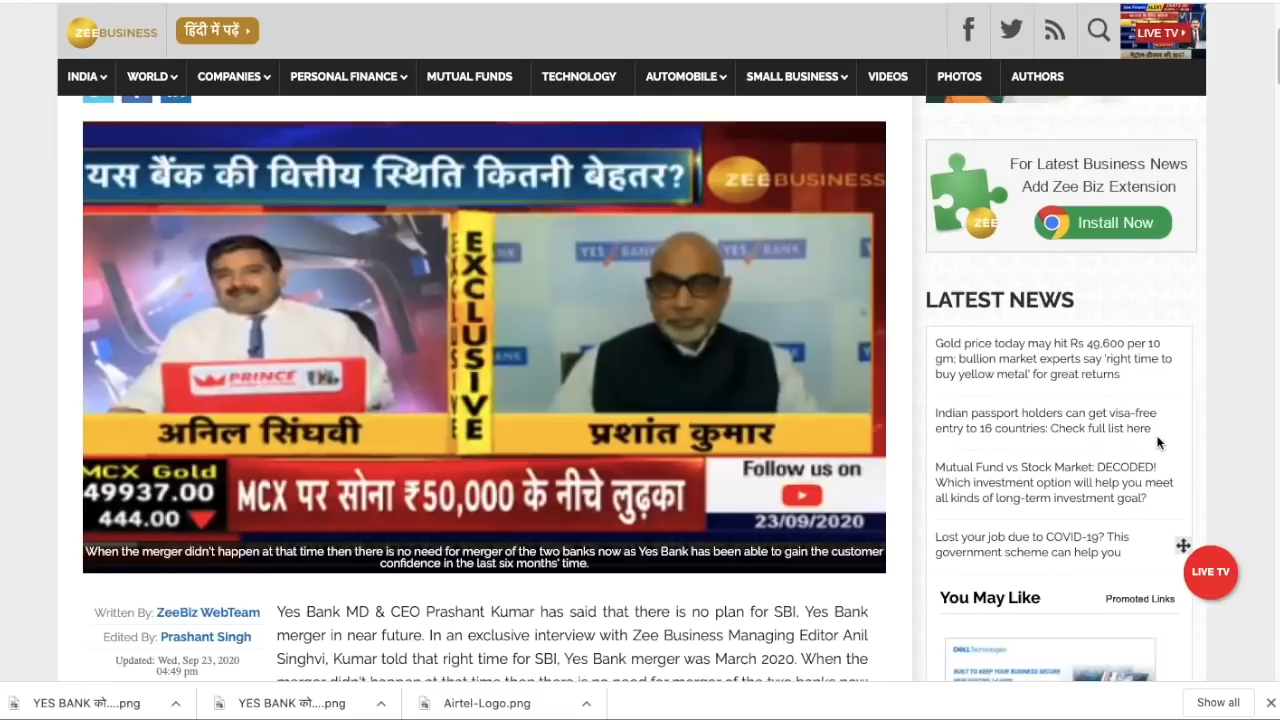 ZEEBUSINESS
हिंदी में पढ़ें
LIVE TV
INDIA
WORLD
COMPANIES
PERSONAL FINANCE
MUTUAL FUNDS
TECHNOLOGY
AUTOMOBILE
SMALL BUSINESS
VIDEOS
PHOTOS
AUTHORS
यस बैंक की वित्तीय स्थिति कितनी बेहतर?
ZEEBUSINESS
EXCLUSIVE
YES BANK
YES BANK
PRINCE
अनिल सिंघवी
प्रशांत कुमार
MCX Gold
49937.00
444.00
MCX पर सोना ₹50,000 के नीचे लुढ़का
Follow us on
23/09/2020
When the merger didn't happen at that time then there is no need for merger of the two banks now as Yes Bank has been able to gain the customer
confidence in the last six months' time.
Written By: ZeeBiz WebTeam
Edited By: Prashant Singh
Updated: Wed, Sep 23, 2020
04:49 pm
Yes Bank MD & CEO Prashant Kumar has said that there is no plan for SBI, Yes Bank
merger in near future. In an exclusive interview with Zee Business Managing Editor Anil
Singhvi, Kumar told that right time for SBI, Yes Bank merger was March 2020. When the
For Latest Business News
Add Zee Biz Extension
ZEE
Install Now
LATEST NEWS
Gold price today may hit Rs 49,600 per 10
gm; bullion market experts say 'right time to
buy yellow metal' for great returns
Indian passport holders can get visa-free
entry to 16 countries: Check full list here
Mutual Fund vs Stock Market: DECODED!
Which investment option will help you meet
all kinds of long-term investment goal?
Lost your job due to COVID-19? This
government scheme can help you
LIVE TV
You May Like
Promoted Links
DELL Technologies
BUILT TO KEEP YOUR BUSINESS SECURE
YES BANK को....png
YES BANK को....png
Airtel-Logo.png
Show all